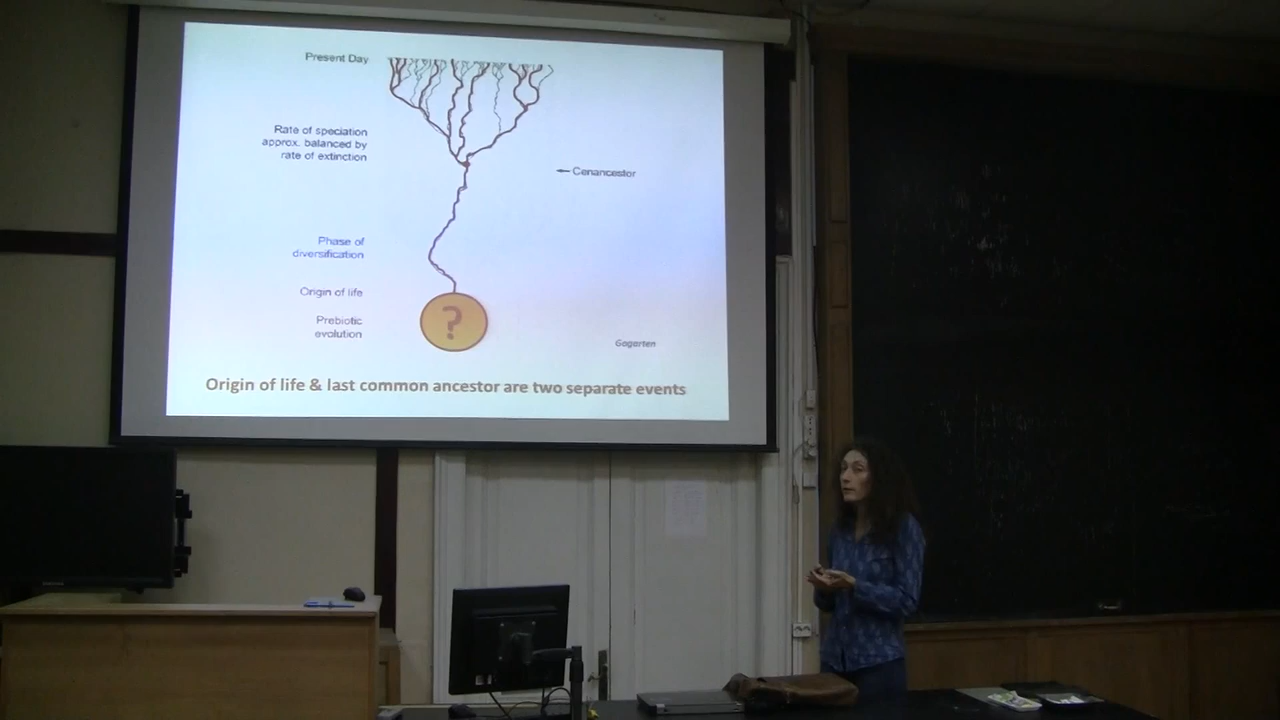 Present Day
Rate of speciation
approx. balanced by
rate of extinction
Cenancestor
Phase of
diversification
Origin of life
?
Prebiotic
evolution
Gogarten
Origin of life & last common ancestor are two separate events